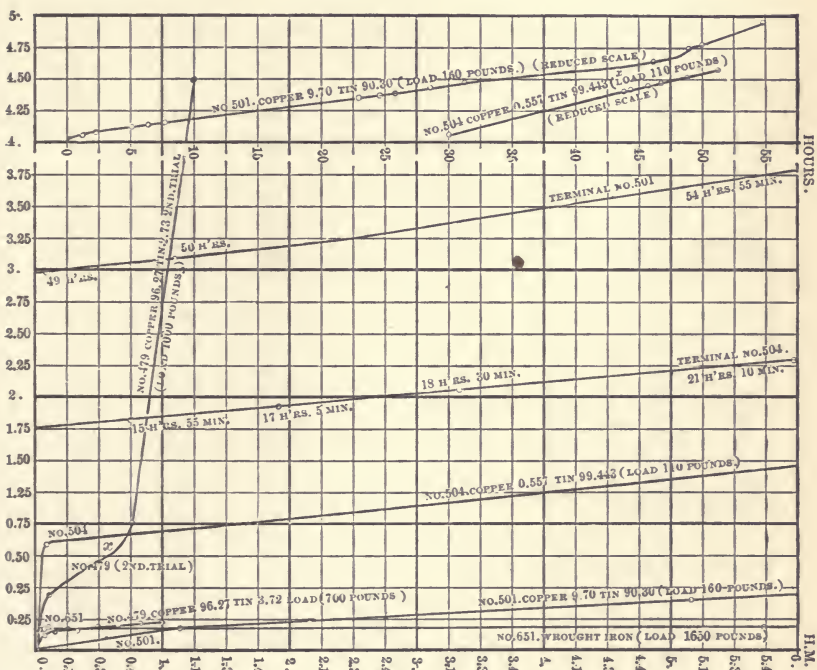 5.
4.75
4.50
4.25
4.
3.75
3.50
3.25
3.
2.75
2.50
2.25
2.
1.75
1.50
1.25
0.75
0.50
0.25
0.25
NO.501. COPPER 9.70 TIN 90.30 (LOAD 160 POUNDS.) (REDUCED SCALE)
NO.504 COPPER 0.557 TIN 99.443 (LOAD 110 POUNDS)
(REDUCED SCALE)
x
0 5 10 15 20 25 30 35 40 45 50 55
HOURS.
TERMINAL NO.501
54 H'RS. 55 MIN.
50 H'RS.
49 H'RS.
NO.479 COPPER 96.27 TIN 2.73 2ND.TRIAL
(LOAD 1000 POUNDS.)
TERMINAL NO.504.
21 H'RS. 10 MIN.
18 H'RS. 30 MIN.
17 H'RS. 5 MIN.
15 H'RS. 55 MIN.
NO.504.COPPER 0.557 TIN 99.443 (LOAD 110 POUNDS.)
NO.504
x
NO.479 (2ND.TRIAL)
NO.651
NO.479.COPPER 96.27 TIN 3.72 LOAD (700 POUNDS)
NO.501.COPPER 9.70 TIN 90.30 (LOAD 160-POUNDS.)
NO.501.
NO.651.WROUGHT IRON (LOAD 1630 POUNDS)
H.M.